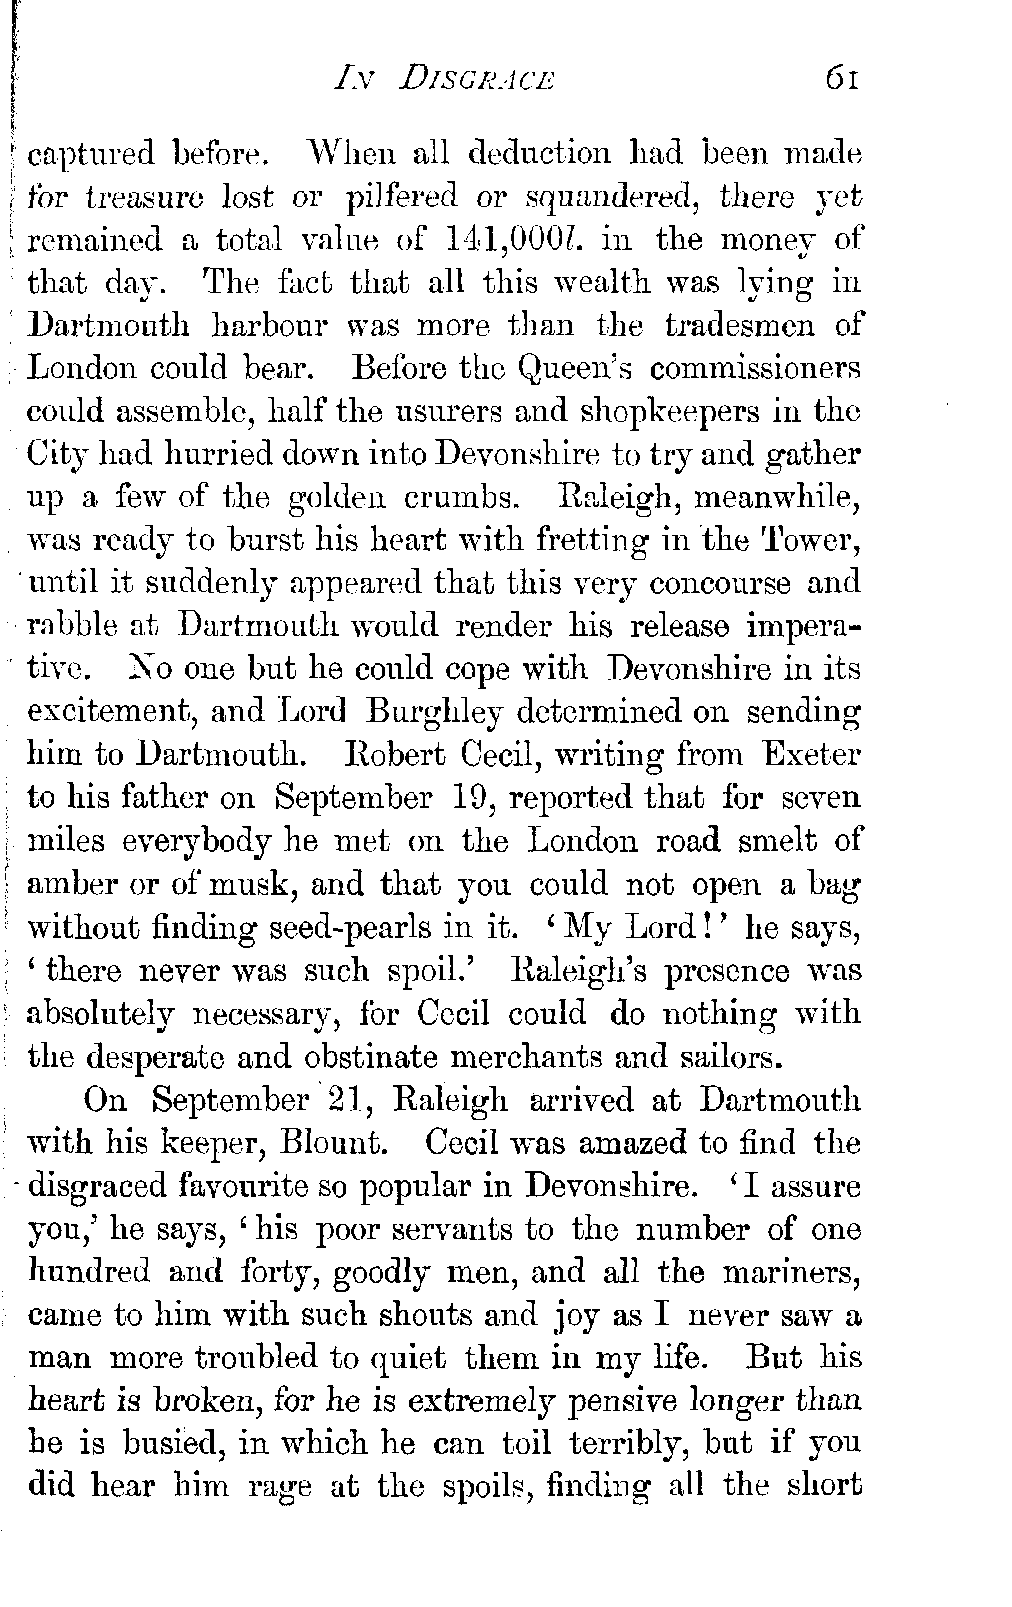 IN DISGRACE 61
captured before. When all deduction had been made
for treasure lost or pilfered or squandered, there yet
remained a total value of 141,000l. in the money of
that day. The fact that all this wealth was lying in
Dartmouth harbour was more than the tradesmen of
London could bear. Before the Queen's commissioners
could assemble, half the usurers and shopkeepers in the
City had hurried down into Devonshire to try and gather
up a few of the golden crumbs. Raleigh, meanwhile,
was ready to burst his heart with fretting in the Tower,
until it suddenly appeared that this very concourse and
rabble at Dartmouth would render his release impera-
tive. No one but he could cope with Devonshire in its
excitement, and Lord Burghley determined on sending
him to Dartmouth. Robert Cecil, writing from Exeter
to his father on September 19, reported that for seven
miles everybody he met on the London road smelt of
amber or of musk, and that you could not open a bag
without finding seed-pearls in it. 'My Lord!' he says,
'there never was such spoil.' Raleigh's presence was
absolutely necessary, for Cecil could do nothing with
the desperate and obstinate merchants and sailors.
On September 21, Raleigh arrived at Dartmouth
with his keeper, Blount. Cecil was amazed to find the
disgraced favourite so popular in Devonshire. 'I assure
you,' he says, 'his poor servants to the number of one
hundred and forty, goodly men, and all the mariners,
came to him with such shouts and joy as I never saw a
man more troubled to quiet them in my life. But his
heart is broken, for he is extremely pensive longer than
he is busied, in which he can toil terribly, but if you
did hear him rage at the spoils, finding all the short